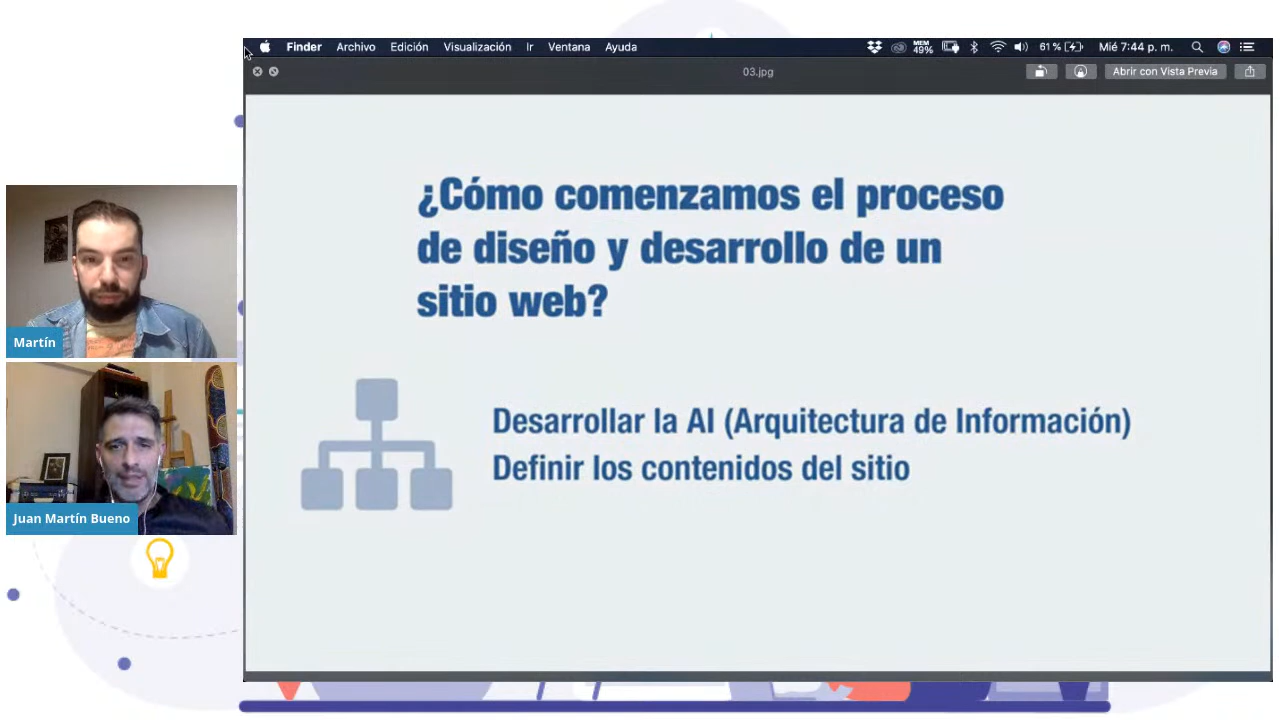 Finder Archivo Edición Visualización Ir Ventana Ayuda MEM 49% 61% Mié 7:44 p. m.
03.jpg Abrir con Vista Previa
¿Cómo comenzamos el proceso
de diseño y desarrollo de un
sitio web?
Desarrollar la AI (Arquitectura de Información)
Definir los contenidos del sitio
Martín
Juan Martín Bueno